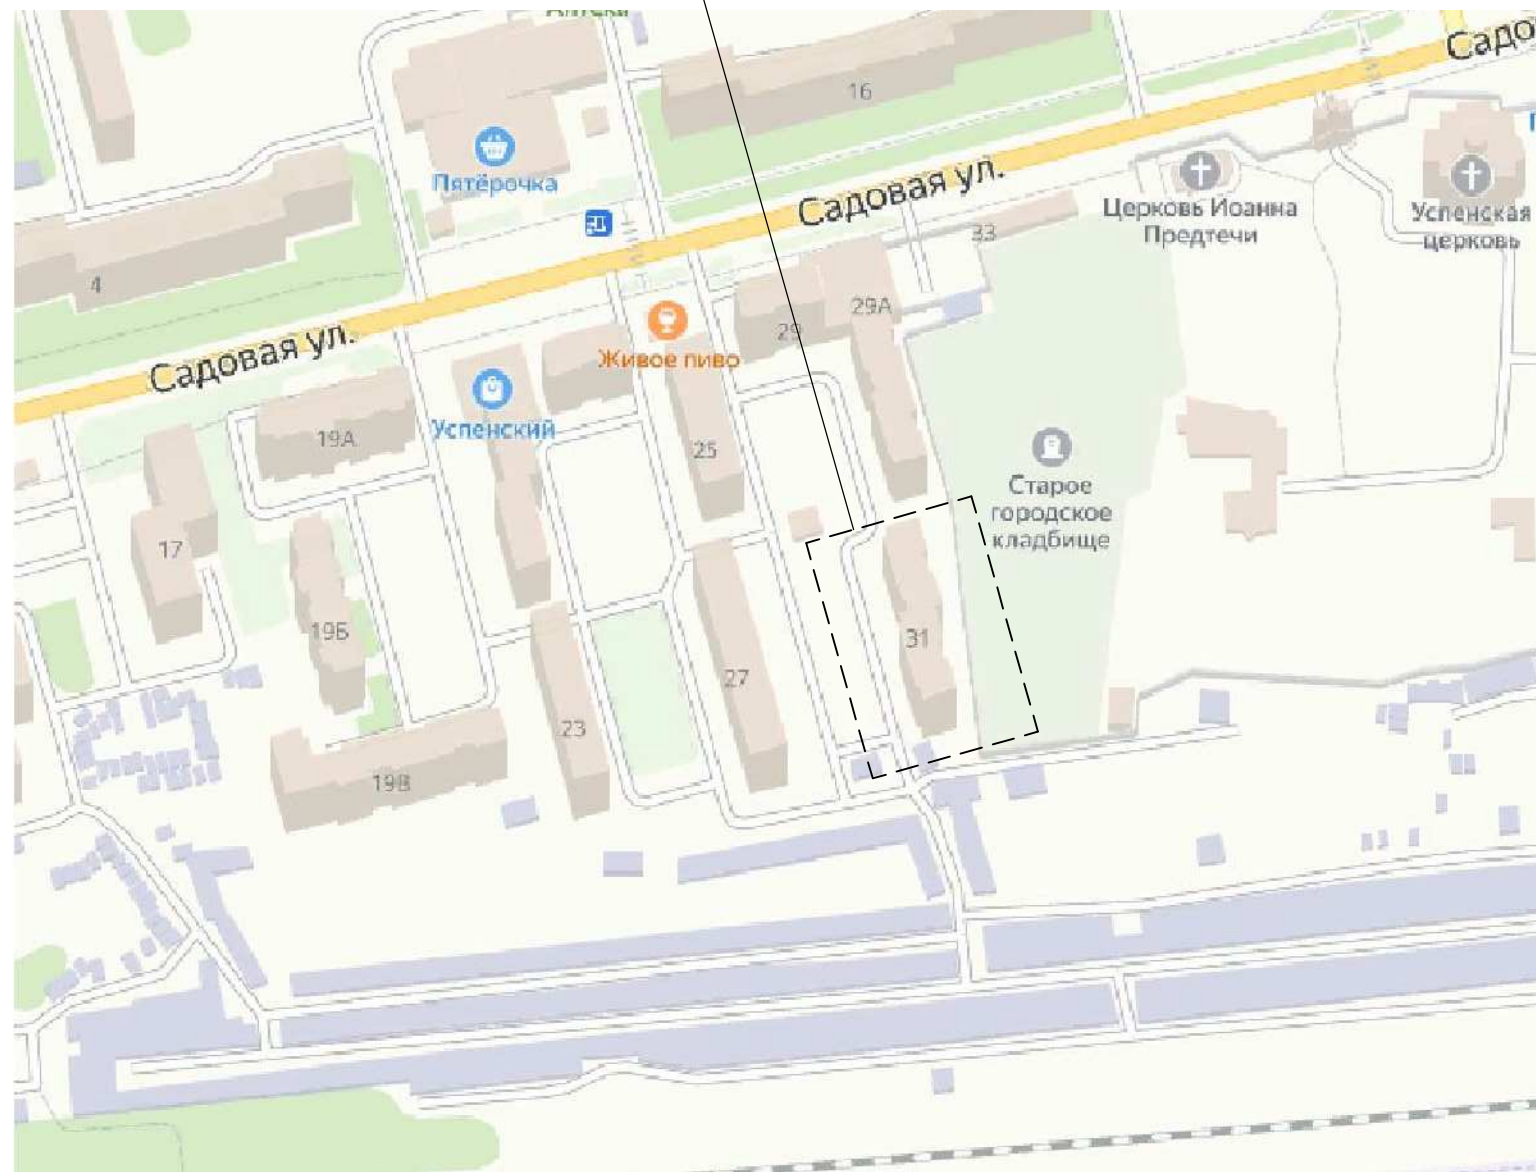 Садо
16
Пятёрочка
Садовая ул.
Церковь Иоанна
Предтечи
Успенская
церковь
33
4
29А
29
Садовая ул.
Живое пиво
Успенский
19А
25
Старое
городское
кладбище
17
19Б
31
27
23
19В